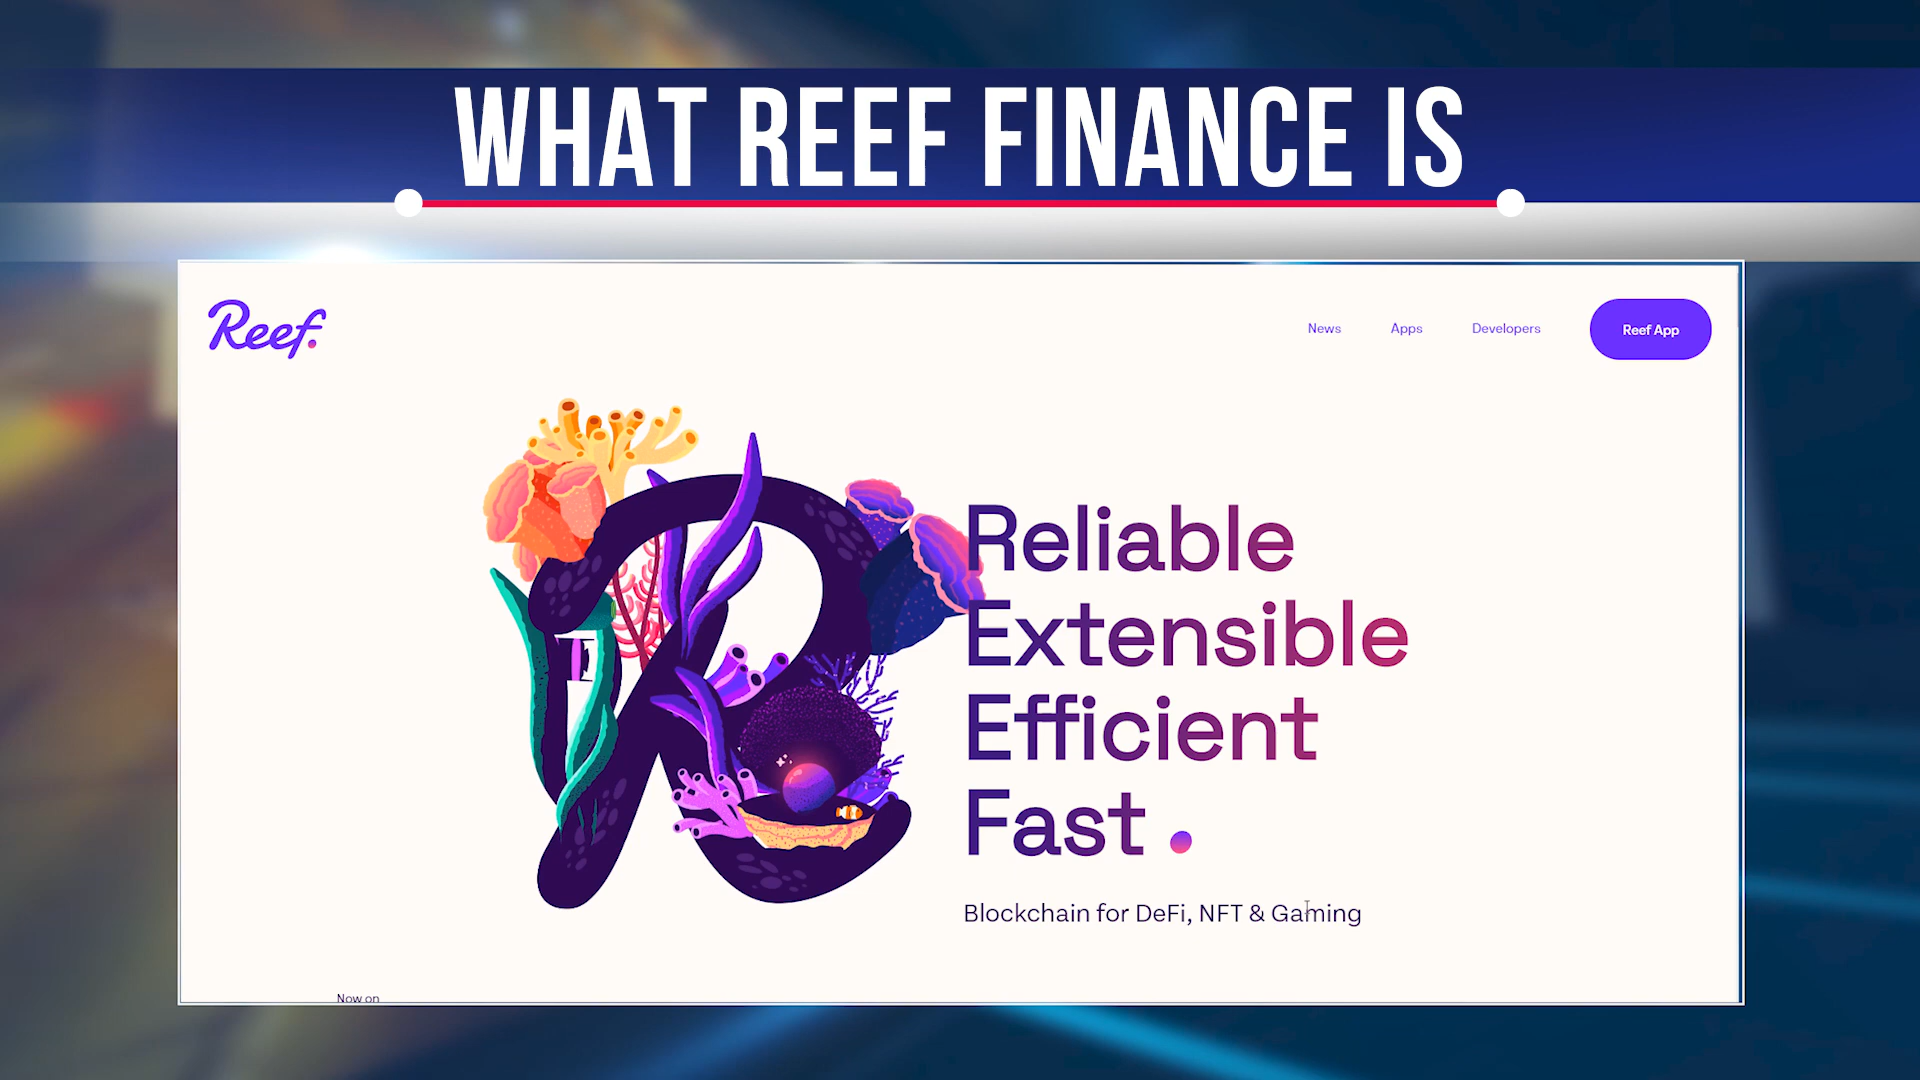 WHAT REEF FINANCE IS
Reef.
News
Apps
Developers
Reef App
Reliable
Extensible
Efficient
Fast
Blockchain for DeFi, NFT & Gaming
Now on